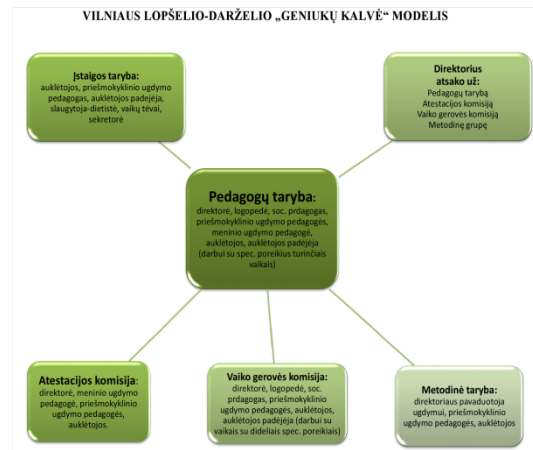 VILNIAUS LOPŠELIO-DARŽELIO „GENIUKŲ KALVĖ“ MODELIS
Įstaigos taryba:
auklėtojos, priešmokyklinio ugdymo
pedagogas, auklėtojos padejėja,
slaugytoja-dietistė, vaikų tėvai,
sekretorė
Direktorius
atsako už:
Pedagogų tarybą
Atestacijos komisiją
Vaiko gerovės komisiją
Metodinę grupę
Pedagogų taryba:
direktorė, logopedė, soc. prdagogas,
priešmokyklinio ugdymo pedagogės,
meninio ugdymo pedagogė,
auklėtojos, auklėtojos padėjėja
(darbui su spec. poreikius turinčiais
vaikais)
Atestacijos komisija:
direktorė, meninio ugdymo
pedagogė, priešmokyklinio
ugdymo pedagogės,
auklėtojos.
Vaiko gerovės komisija:
direktorė, logopedė, soc.
prdagogas, priešmokyklinio
ugdymo pedagogės, auklėtojos,
auklėtojos padėjėja (darbui su
vaikais su dideliais spec. poreikiais)
Metodinė taryba:
direktoriaus pavaduotoja
ugdymui, priešmokyklinio
ugdymo pedagogės, auklėtojos